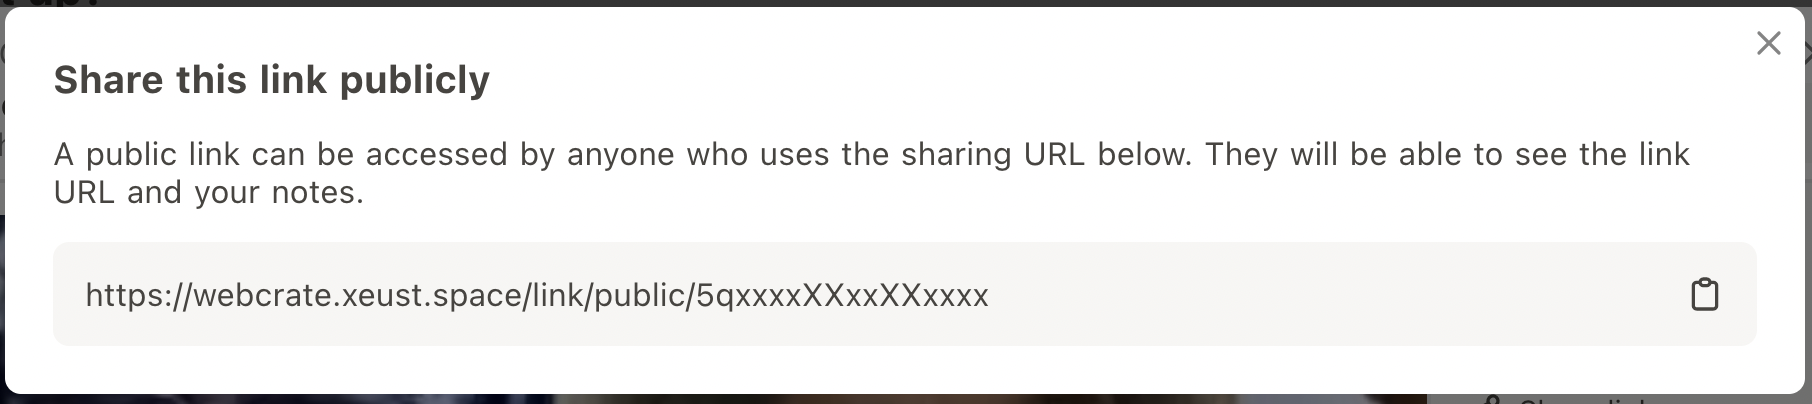 Share this link publicly
A public link can be accessed by anyone who uses the sharing URL below. They will be able to see the link
URL and your notes.
https://webcrate.xeust.space/link/public/5qxxxxXXxxXXxxxx